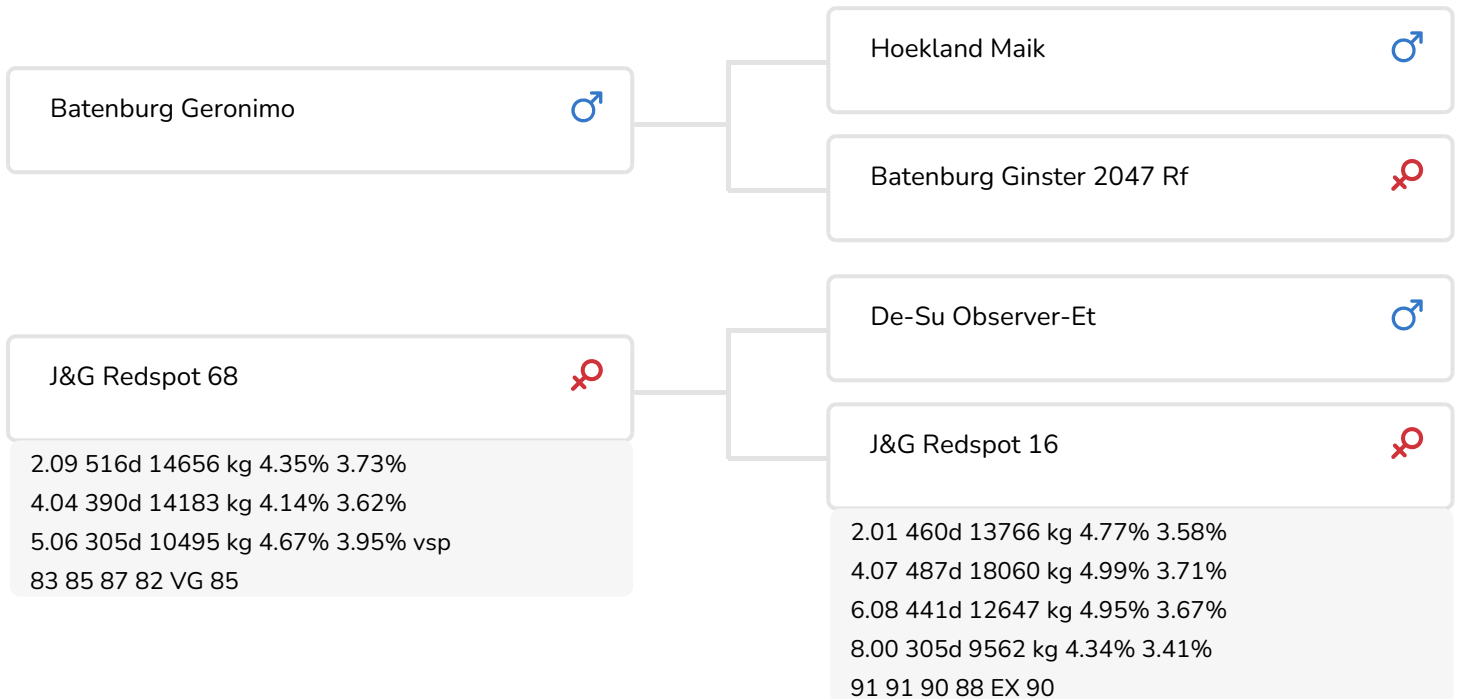 Batenburg Geronimo
Hoekland Maik
Batenburg Ginster 2047 Rf
J&G Redspot 68
2.09 516d 14656 kg 4.35% 3.73%
4.04 390d 14183 kg 4.14% 3.62%
5.06 305d 10495 kg 4.67% 3.95% vsp
83 85 87 82 VG 85
De-Su Observer-Et
J&G Redspot 16
2.01 460d 13766 kg 4.77% 3.58%
4.07 487d 18060 kg 4.99% 3.71%
6.08 441d 12647 kg 4.95% 3.67%
8.00 305d 9562 kg 4.34% 3.41%
91 91 90 88 EX 90